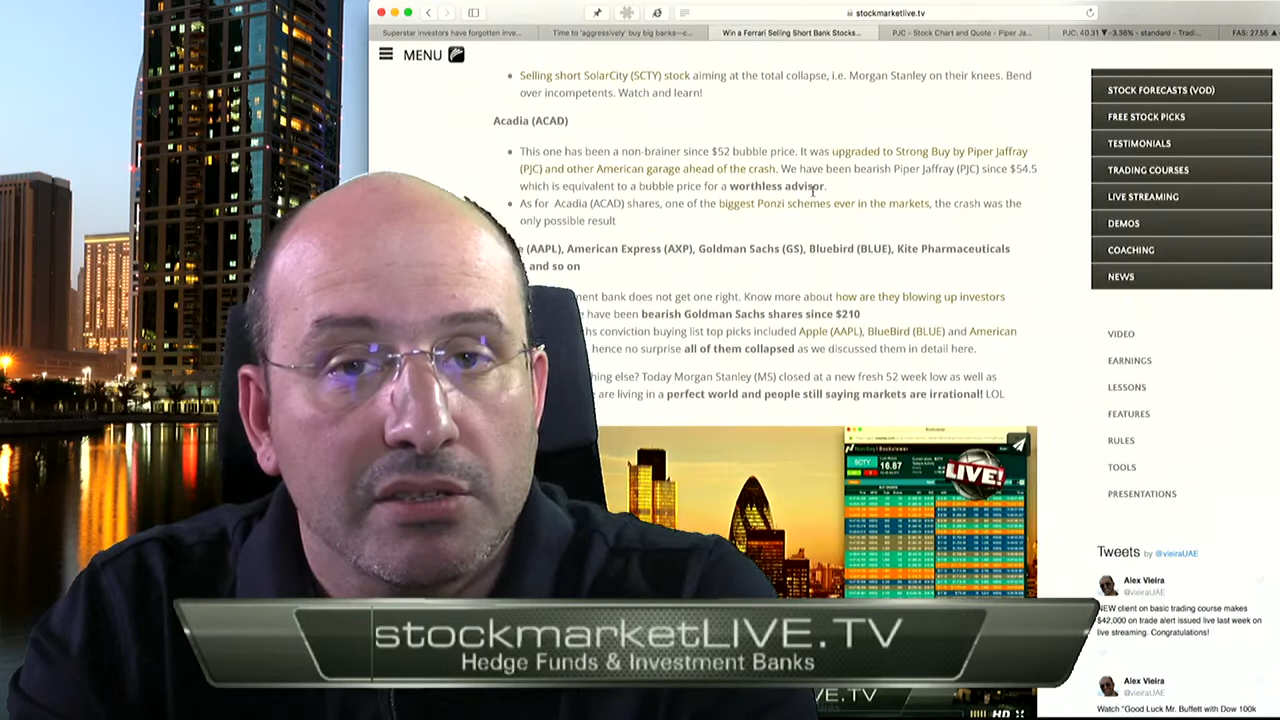 stockmarketlive.tv
Superstar investors have forgotten inve...
Time to 'aggressively' buy big banks—c...
Win a Ferrari Selling Short Bank Stocks...
PJC - Stock Chart and Quote - Piper Ja...
PJC: 40.31 ▼-3.36% - standard - Tradi...
FAS: 27.55
MENU
Selling short SolarCity (SCTY) stock aiming at the total collapse, i.e. Morgan Stanley on their knees. Bend
over incompetents. Watch and learn!
Acadia (ACAD)
This one has been a non-brainer since $52 bubble price. It was upgraded to Strong Buy by Piper Jaffray
(PJC) and other American garage ahead of the crash. We have been bearish Piper Jaffray (PJC) since $54.5
which is equivalent to a bubble price for a worthless advisor.
As for Acadia (ACAD) shares, one of the biggest Ponzi schemes ever in the markets, the crash was the
only possible result
(AAPL), American Express (AXP), Goldman Sachs (GS), Bluebird (BLUE), Kite Pharmaceuticals
and so on
bank does not get one right. Know more about how are they blowing up investors
have been bearish Goldman Sachs shares since $210
conviction buying list top picks included Apple (AAPL), BlueBird (BLUE) and American
hence no surprise all of them collapsed as we discussed them in detail here.
else? Today Morgan Stanley (MS) closed at a new fresh 52 week low as well as
are living in a perfect world and people still saying markets are irrational! LOL
STOCK FORECASTS (VOD)
FREE STOCK PICKS
TESTIMONIALS
TRADING COURSES
LIVE STREAMING
DEMOS
COACHING
NEWS
VIDEO
EARNINGS
LESSONS
FEATURES
RULES
TOOLS
PRESENTATIONS
SCTY
16.87
LIVE!
Tweets by @vieiraUAE
Alex Vieira
@vieiraUAE
NEW client on basic trading course makes
$42,000 on trade alert issued live last week on
live streaming. Congratulations!
Alex Vieira
@vieiraUAE
Watch "Good Luck Mr. Buffett with Dow 100k
stockmarketLIVE.TV
Hedge Funds & Investment Banks
VE.TV
HD